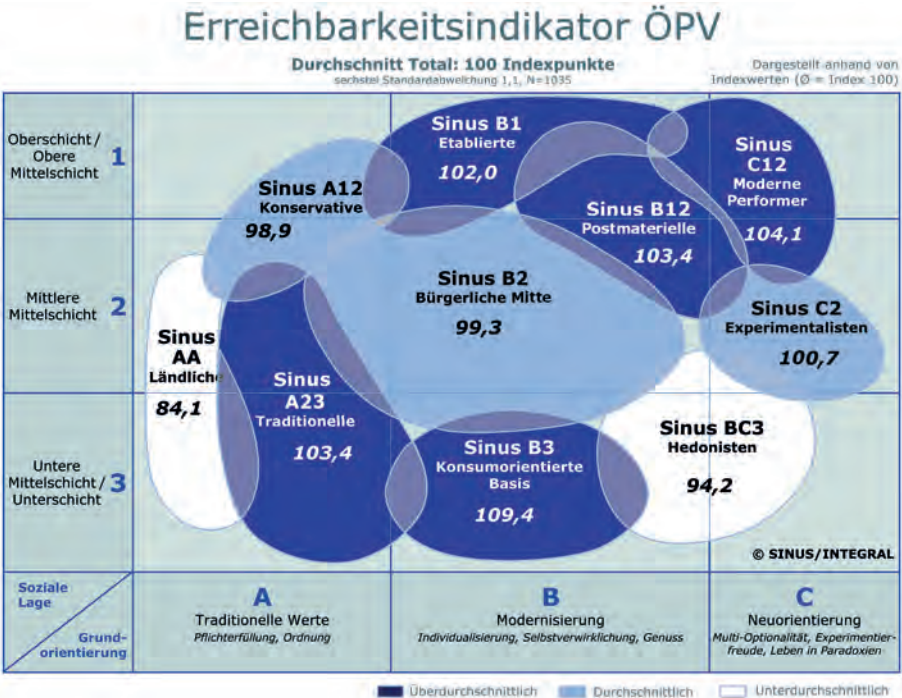 Erreichbarkeitsindikator ÖPV
Durchschnitt Total: 100 Indexpunkte
sechstel Standardabweichung 1,1, N=1035
Dargestellt anhand von
Indexwerten (Ø = Index 100)
Oberschicht /
Obere
Mittelschicht
1
Sinus B1
Etablierte
102,0
Sinus
C12
Moderne
Performer
104,1
Sinus A12
Konservative
98,9
Sinus B12
Postmaterielle
103,4
Mittlere
Mittelschicht
2
Sinus B2
Bürgerliche Mitte
99,3
Sinus C2
Experimentalisten
100,7
Sinus
AA
Ländliche
84,1
Sinus
A23
Traditionelle
103,4
Untere
Mittelschicht /
Unterschicht
3
Sinus B3
Konsumorientierte
Basis
109,4
Sinus BC3
Hedonisten
94,2
© SINUS/INTEGRAL
Soziale
Lage
Grund-
orientierung
A
Traditionelle Werte
Pflichterfüllung, Ordnung
B
Modernisierung
Individualisierung, Selbstverwirklichung, Genuss
C
Neuorientierung
Multi-Optionalität, Experimentier-
freude, Leben in Paradoxien
Überdurchschnittlich
Durchschnittlich
Unterdurchschnittlich